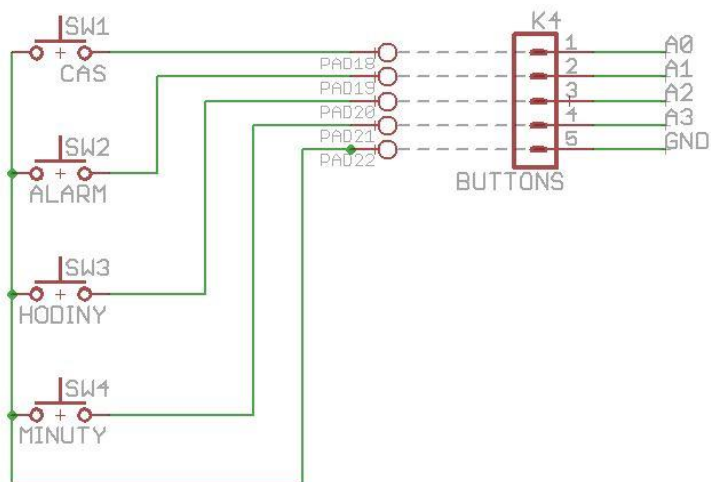 SW1
CAS
SW2
ALARM
SW3
HODINY
SW4
MINUTY
PAD18
PAD19
PAD20
PAD21
PAD22
K4
1
2
3
4
5
BUTTONS
A0
A1
A2
A3
GND